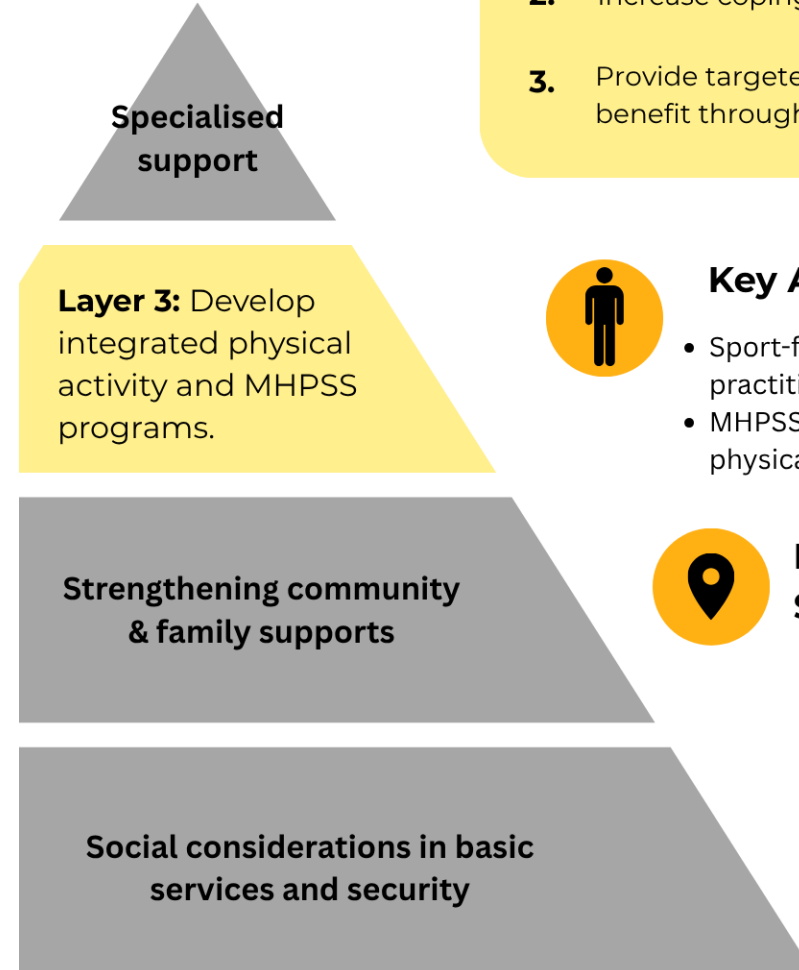 2. Increase coping
3. Provide targete
benefit through
Specialised
support
Layer 3: Develop
integrated physical
activity and MHPSS
programs.
Key A
• Sport-f
practiti
• MHPSS
physica
Strengthening community
& family supports
Social considerations in basic
services and security